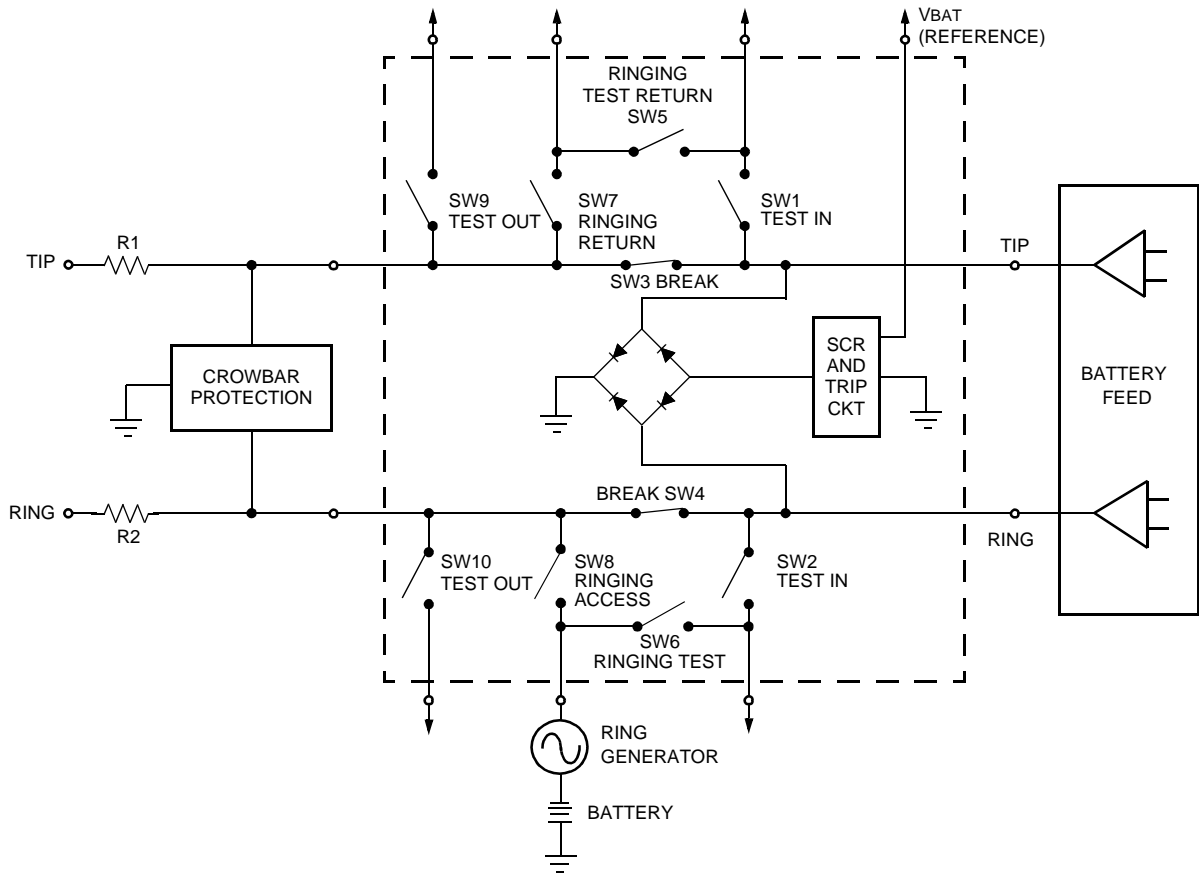 VBAT
(REFERENCE)
RINGING
TEST RETURN
SW5
SW9
TEST OUT
SW7
RINGING
RETURN
SW1
TEST IN
R1
TIP
TIP
SW3 BREAK
CROWBAR
PROTECTION
SCR
AND
TRIP
CKT
BATTERY
FEED
BREAK SW4
RING
R2
RING
SW10
TEST OUT
SW8
RINGING
ACCESS
SW2
TEST IN
SW6
RINGING TEST
RING
GENERATOR
BATTERY